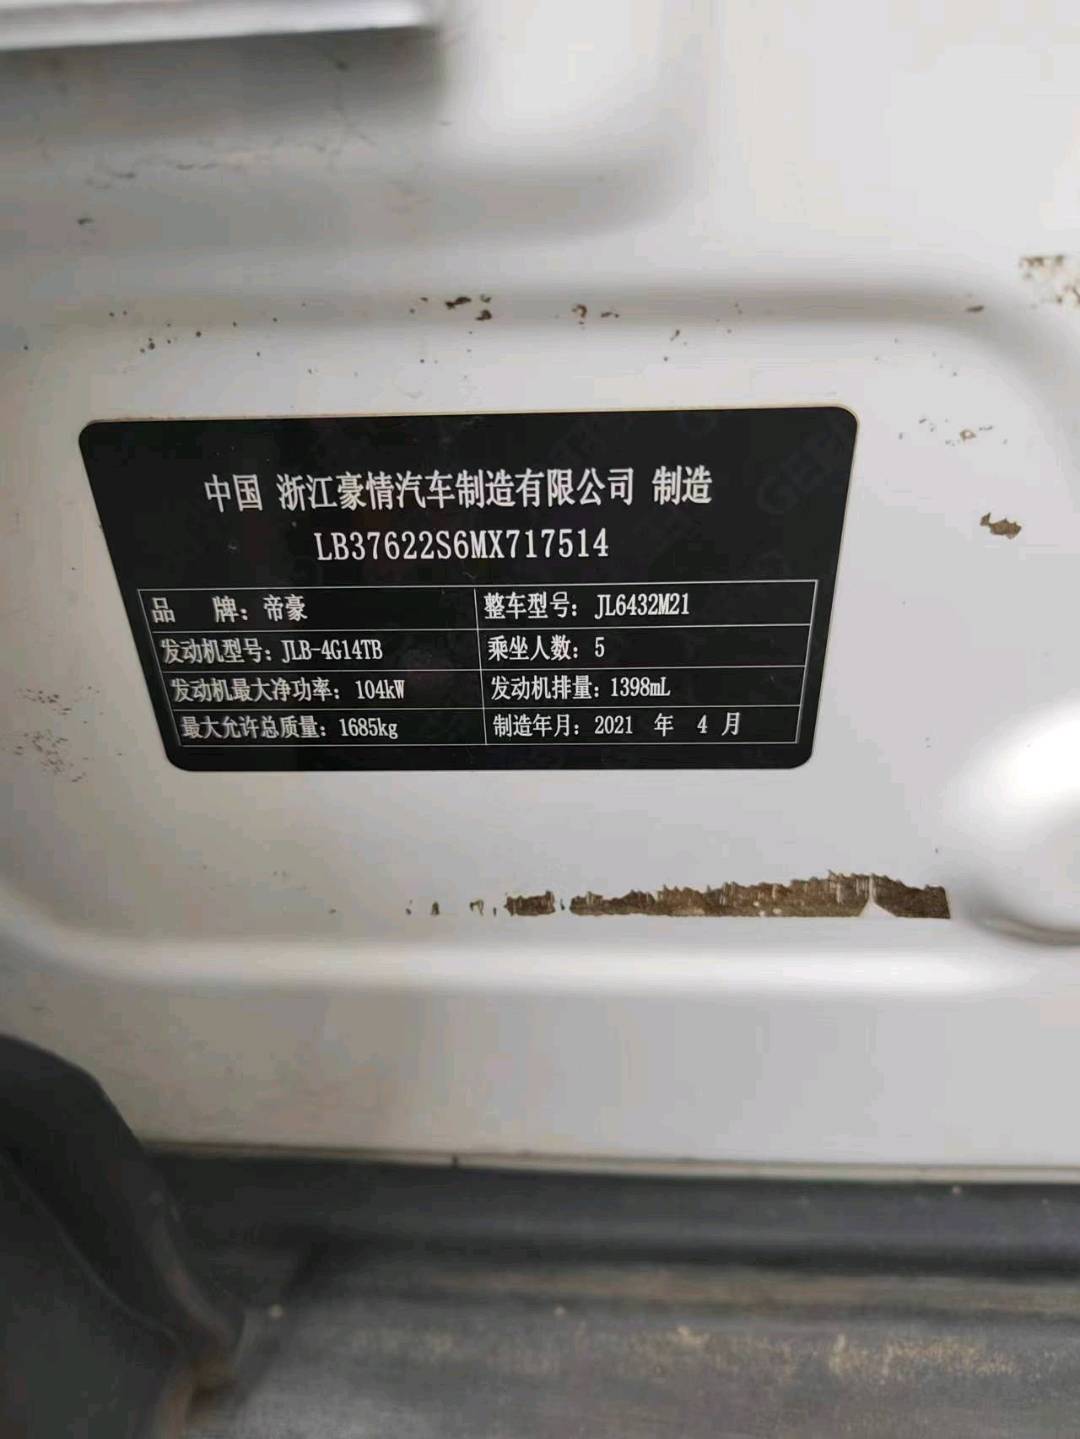 中国 浙江豪情汽车制造有限公司 制造
LB37622S6MX717514
品 牌：帝豪 整车型号：JL6432M21
发动机型号：JLB-4G14TB 乘坐人数：5
发动机最大净功率：104kW 发动机排量：1398mL
最大允许总质量：1685kg 制造年月：2021 年 4 月